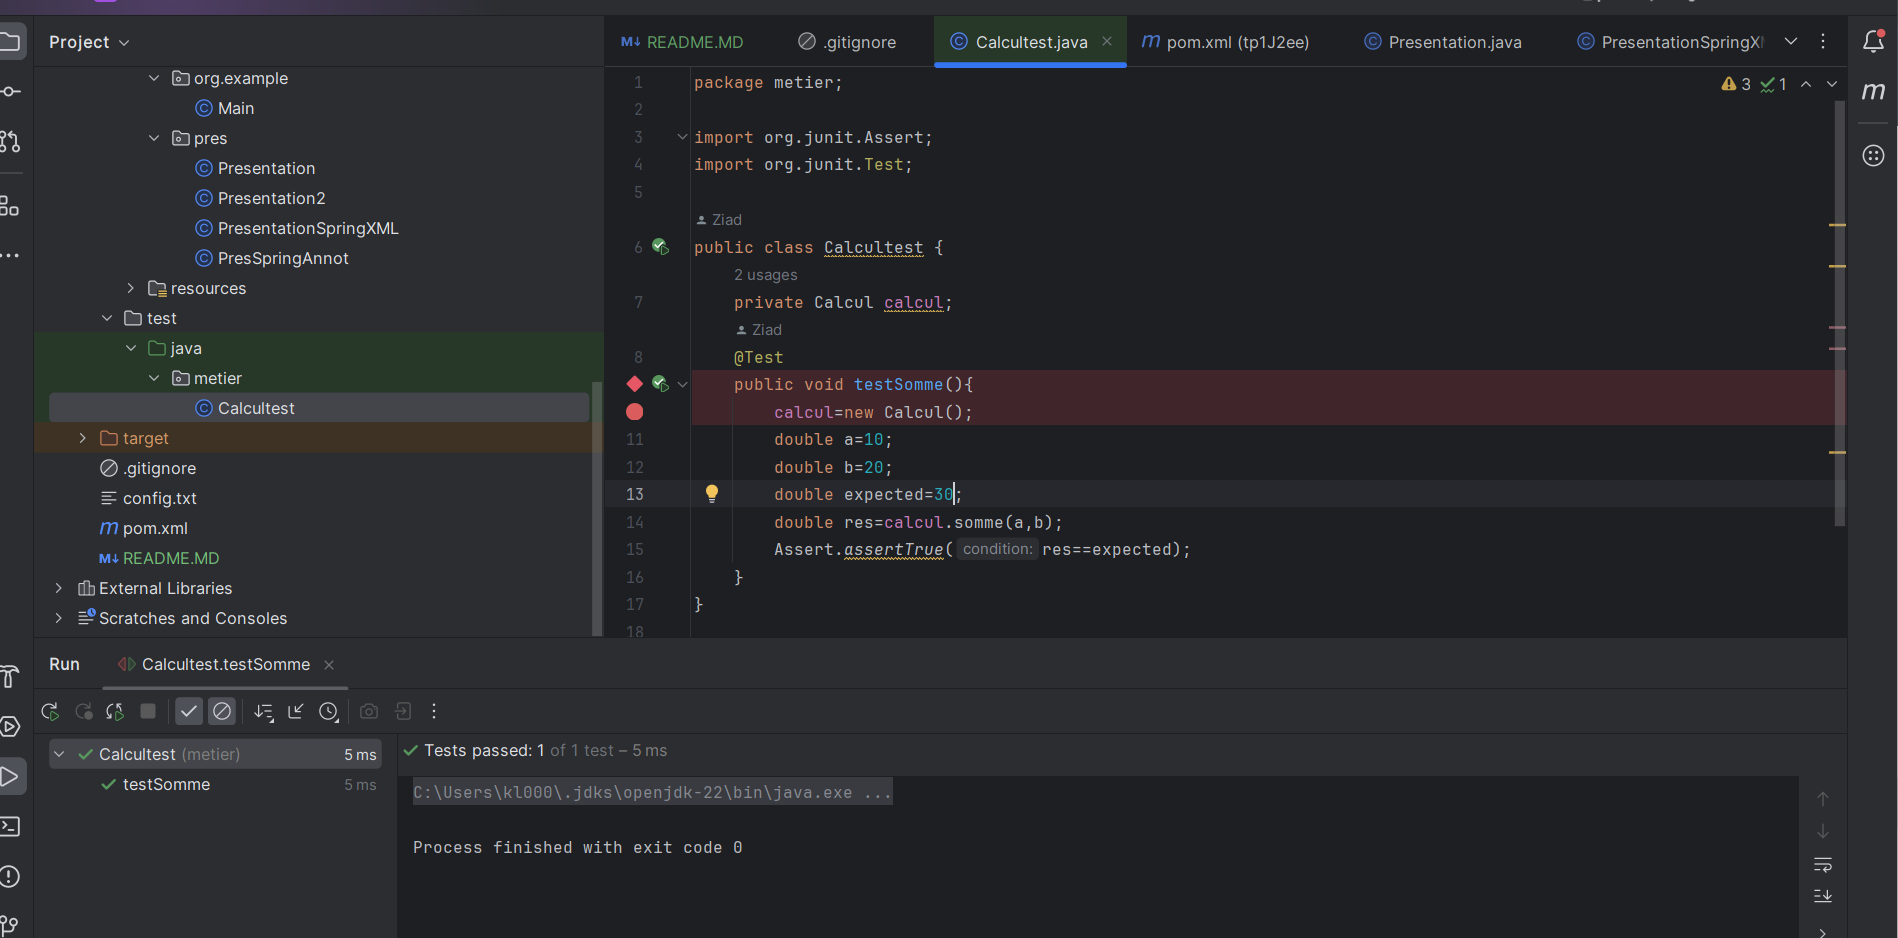 Project
org.example
Main
pres
Presentation
Presentation2
PresentationSpringXML
PresSpringAnnot
resources
test
java
metier
Calcultest
target
.gitignore
config.txt
pom.xml
README.MD
External Libraries
Scratches and Consoles
README.MD .gitignore Calcultest.java pom.xml (tp1J2ee) Presentation.java PresentationSpringX
3 1
1 package metier;
2
3 import org.junit.Assert;
4 import org.junit.Test;
5
Ziad
6 public class Calcultest {
2 usages
7 private Calcul calcul;
Ziad
8 @Test
public void testSomme(){
calcul=new Calcul();
11 double a=10;
12 double b=20;
13 double expected=30;
14 double res=calcul.somme(a,b);
15 Assert.assertTrue( condition: res==expected);
16 }
17 }
18
Run Calcultest.testSomme
Calcultest (metier) 5 ms
testSomme 5 ms
Tests passed: 1 of 1 test – 5 ms
C:\Users\kl000\.jdks\openjdk-22\bin\java.exe ...
Process finished with exit code 0